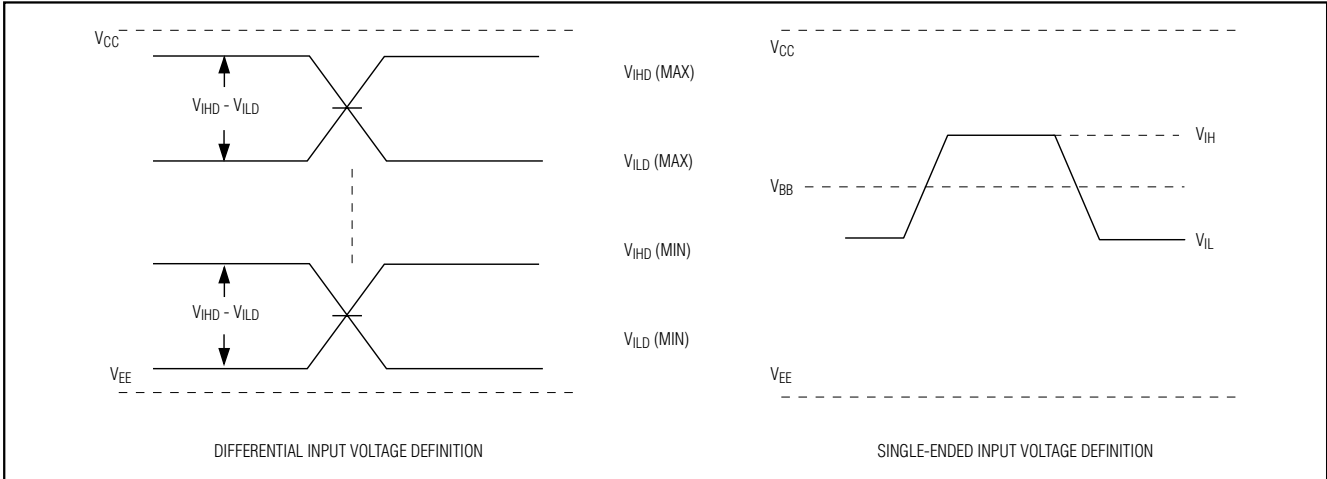 VCC
VIHD - VILD
VIHD (MAX)
VILD (MAX)
VIHD - VILD
VIHD (MIN)
VILD (MIN)
VEE
DIFFERENTIAL INPUT VOLTAGE DEFINITION
VCC
VIH
VBB
VIL
VEE
SINGLE-ENDED INPUT VOLTAGE DEFINITION